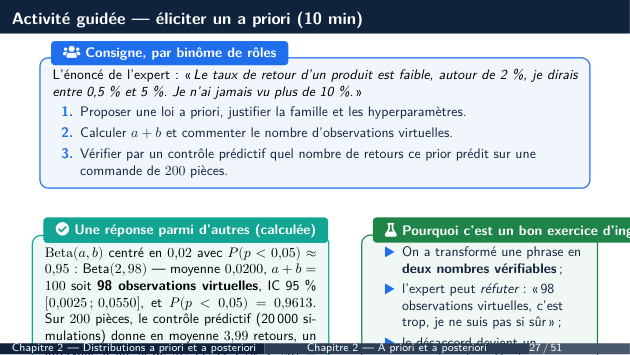 Activité guidée — éliciter un a priori (10 min)
Consigne, par binôme de rôles
L'énoncé de l'expert : « Le taux de retour d'un produit est faible, autour de 2 %, je dirais
entre 0,5 % et 5 %. Je n'ai jamais vu plus de 10 %. »
1. Proposer une loi a priori, justifier la famille et les hyperparamètres.
2. Calculer a + b et commenter le nombre d'observations virtuelles.
3. Vérifier par un contrôle prédictif quel nombre de retours ce prior prédit sur une
commande de 200 pièces.
Une réponse parmi d'autres (calculée)
Beta(a, b) centré en 0,02 avec P(p < 0,05) ≈
0,95 : Beta(2, 98) — moyenne 0,0200, a + b =
100 soit 98 observations virtuelles, IC 95 %
[0,0025 ; 0,0550], et P(p < 0,05) = 0,9613.
Sur 200 pièces, le contrôle prédictif (20 000 si-
mulations) donne en moyenne 3,99 retours, un
Pourquoi c'est un bon exercice d'ing
▶ On a transformé une phrase en
deux nombres vérifiables ;
▶ l'expert peut réfuter : « 98
observations virtuelles, c'est
trop, je ne suis pas si sûr » ;
▶ le désaccord devient un
Chapitre 2 — Distributions a priori et a posteriori
Chapitre 2 — A priori et a posteriori
27 / 51